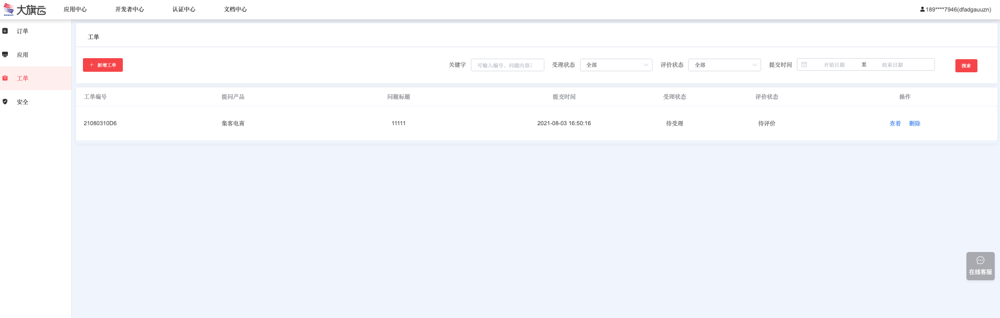 大旗云 应用中心 开发者中心 认证中心 文档中心 189****7946(dfadgauuzn)
订单
应用
工单
安全
工单
+ 新增工单 关键字 可输入编号，问题内容 受理状态 全部 评价状态 全部 提交时间 开始日期 至 结束日期 搜索
工单编号 提问产品 问题标题 提交时间 受理状态 评价状态 操作
21080310D6 集客电商 11111 2021-08-03 16:50:16 待受理 待评价 查看 删除
在线客服